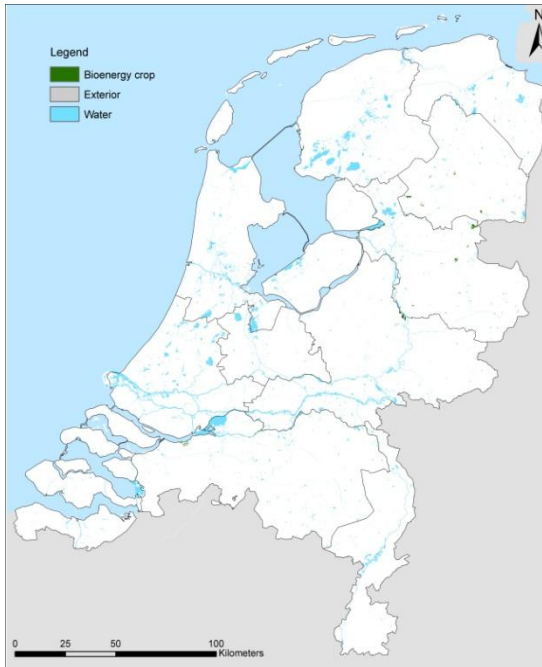 N
Legend
Bioenergy crop
Exterior
Water
0 25 50 100
Kilometers